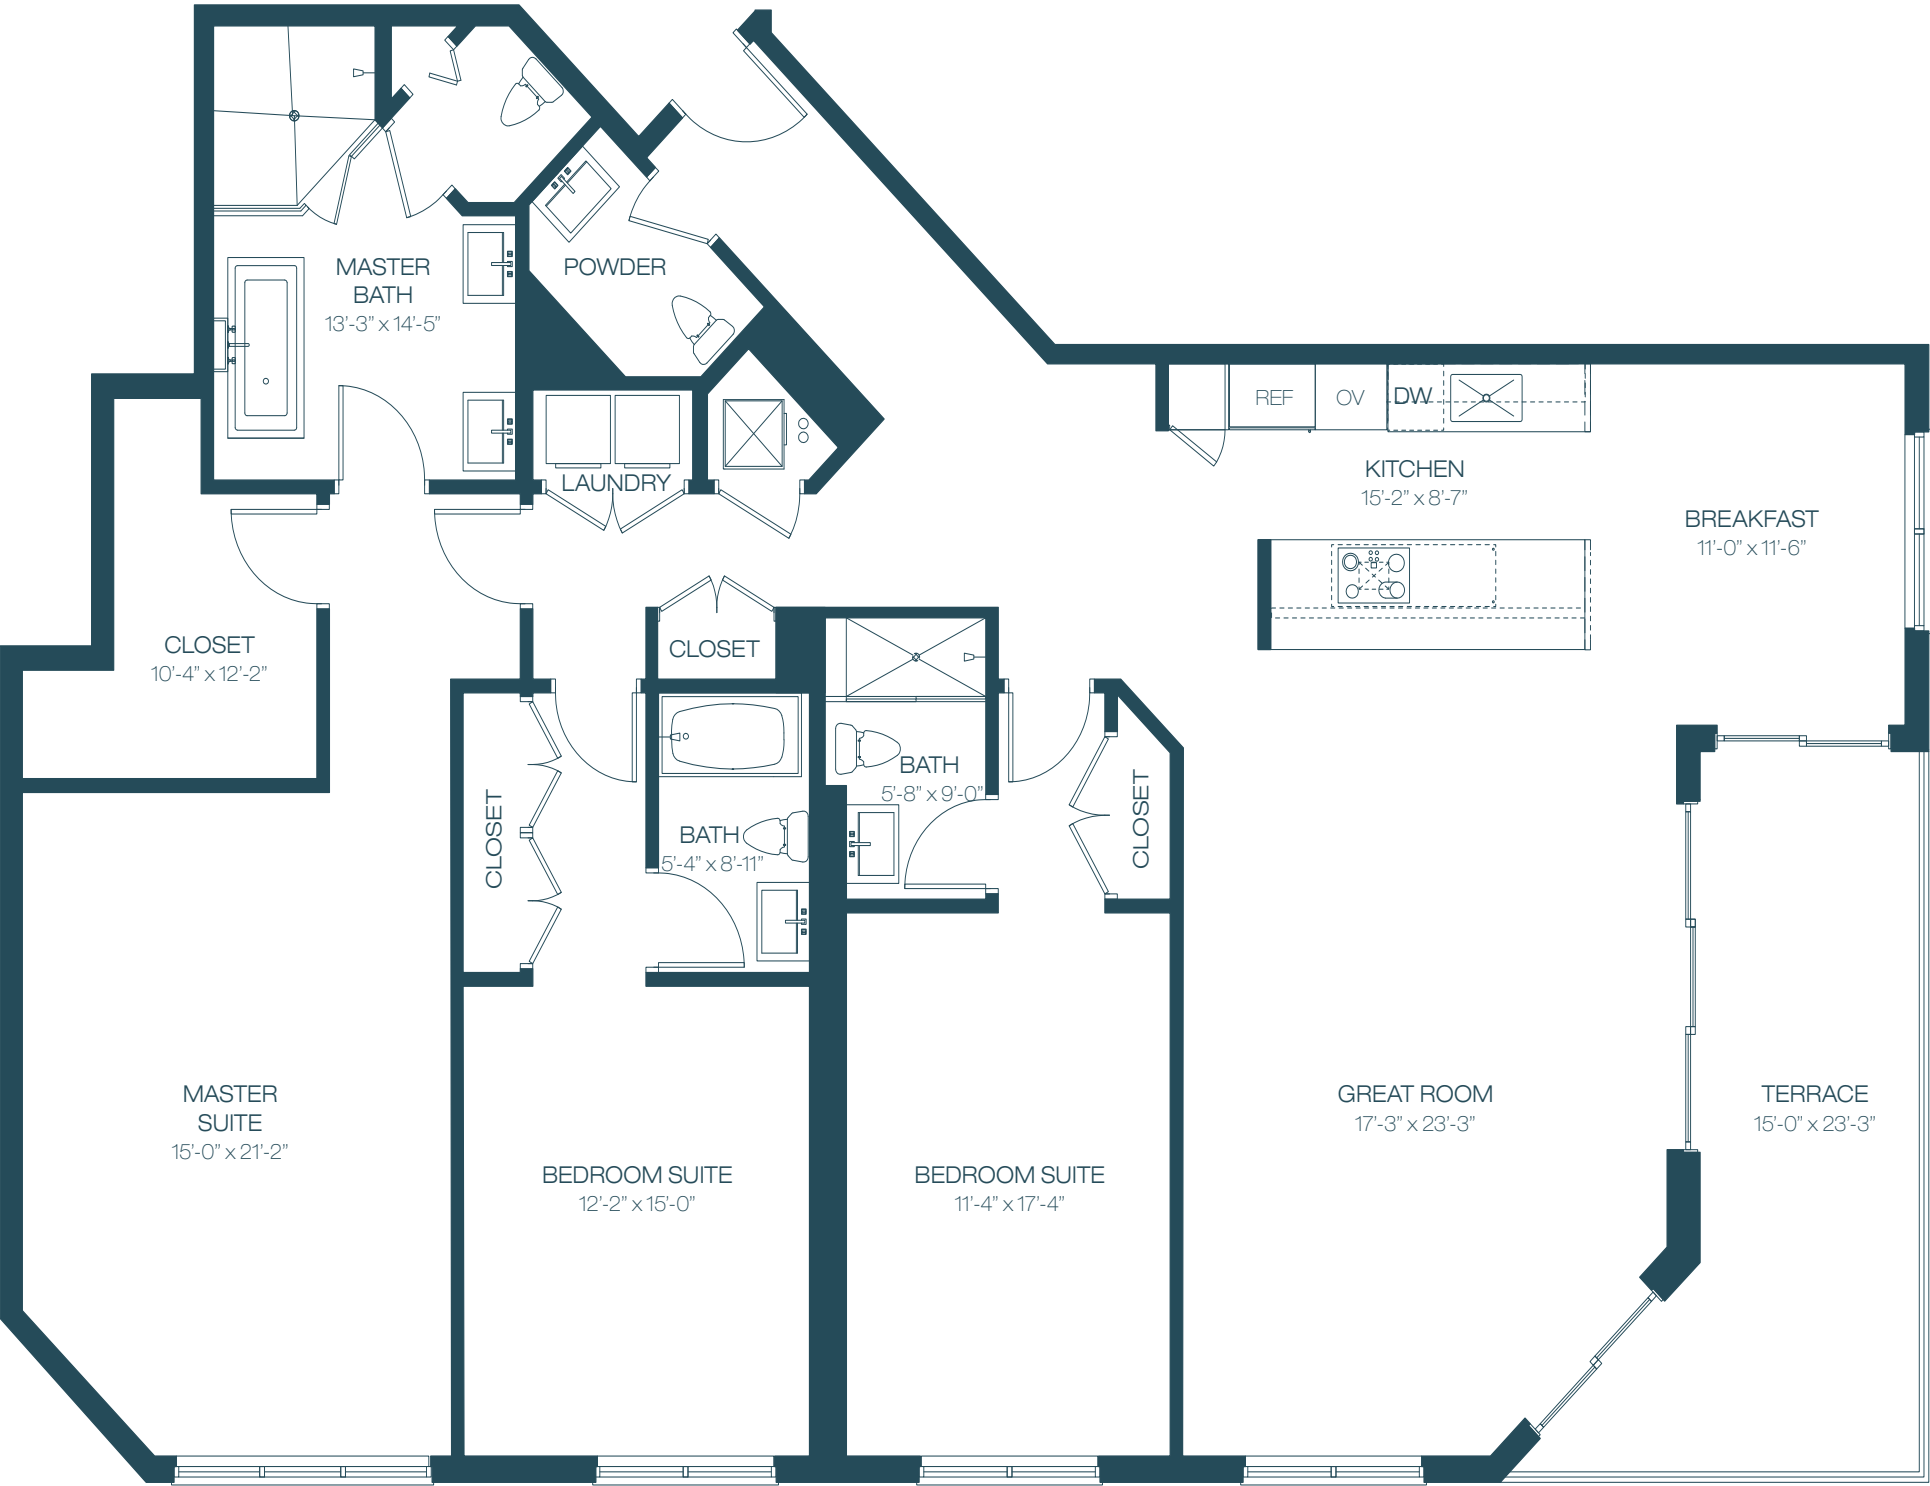 MASTER
BATH
13'-3" x 14'-5"
POWDER
REF
OV
DW
LAUNDRY
KITCHEN
15'-2" x 8'-7"
BREAKFAST
11'-0" x 11'-6"
CLOSET
10'-4" x 12'-2"
CLOSET
BATH
5'-8" x 9'-0"
CLOSET
BATH
5'-4" x 8'-11"
CLOSET
MASTER
SUITE
15'-0" x 21'-2"
BEDROOM SUITE
12'-2" x 15'-0"
BEDROOM SUITE
11'-4" x 17'-4"
GREAT ROOM
17'-3" x 23'-3"
TERRACE
15'-0" x 23'-3"